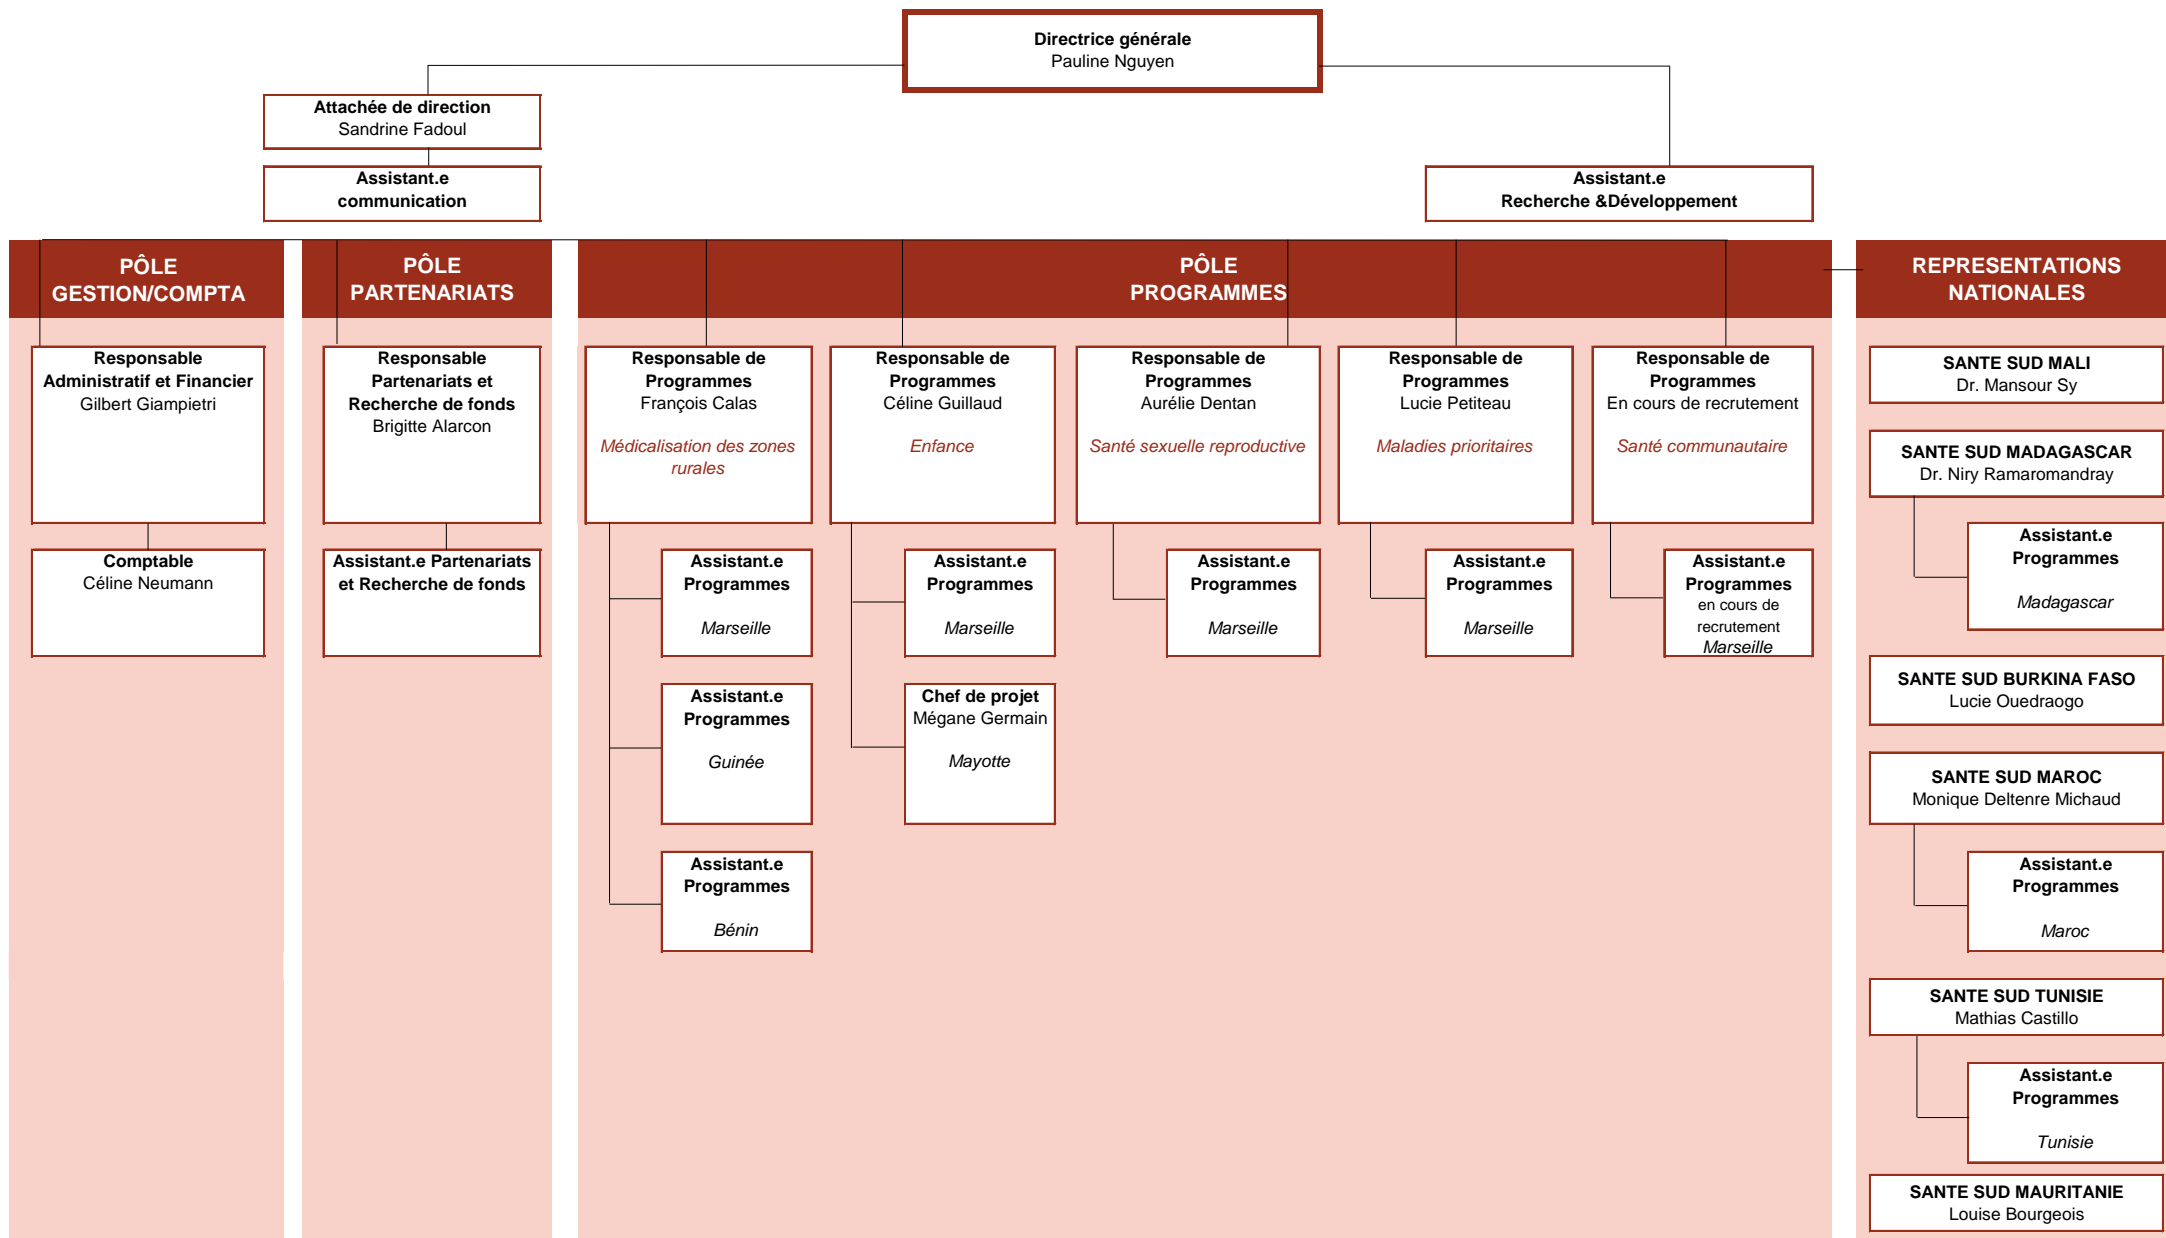 Directrice générale
Pauline Nguyen
Attachée de direction
Sandrine Fadoul
Assistant.e
communication
Assistant.e
Recherche &Développement
PÔLE
GESTION/COMPTA
PÔLE
PARTENARIATS
PÔLE
PROGRAMMES
REPRESENTATIONS
NATIONALES
Responsable
Administratif et Financier
Gilbert Giampietri
Comptable
Céline Neumann
Responsable
Partenariats et
Recherche de fonds
Brigitte Alarcon
Assistant.e Partenariats
et Recherche de fonds
Responsable de
Programmes
François Calas
Médicalisation des zones
rurales
Assistant.e
Programmes
Marseille
Assistant.e
Programmes
Guinée
Assistant.e
Programmes
Bénin
Responsable de
Programmes
Céline Guillaud
Enfance
Assistant.e
Programmes
Marseille
Chef de projet
Mégane Germain
Mayotte
Responsable de
Programmes
Aurélie Dentan
Santé sexuelle reproductive
Assistant.e
Programmes
Marseille
Responsable de
Programmes
Lucie Petiteau
Maladies prioritaires
Assistant.e
Programmes
Marseille
Responsable de
Programmes
En cours de recrutement
Santé communautaire
Assistant.e
Programmes
en cours de
recrutement
Marseille
SANTE SUD MALI
Dr. Mansour Sy
SANTE SUD MADAGASCAR
Dr. Niry Ramaromandray
Assistant.e
Programmes
Madagascar
SANTE SUD BURKINA FASO
Lucie Ouedraogo
SANTE SUD MAROC
Monique Deltenre Michaud
Assistant.e
Programmes
Maroc
SANTE SUD TUNISIE
Mathias Castillo
Assistant.e
Programmes
Tunisie
SANTE SUD MAURITANIE
Louise Bourgeois